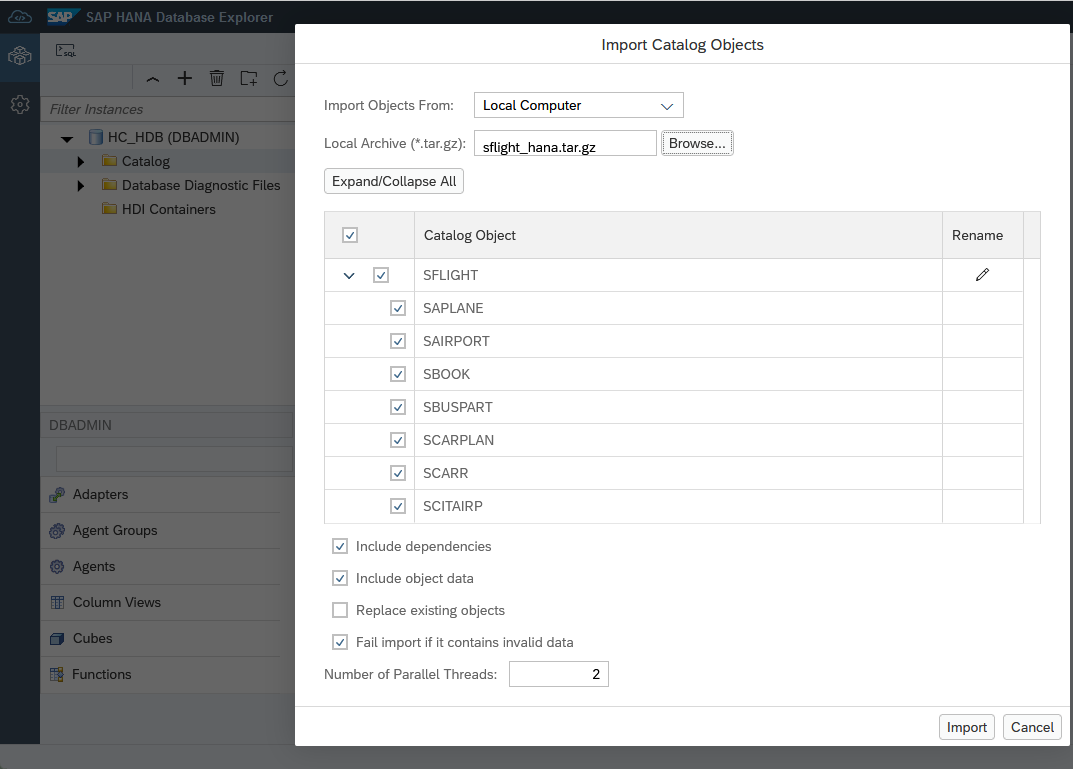 SAP SAP HANA Database Explorer
SQL
Filter Instances
HC_HDB (DBADMIN)
Catalog
Database Diagnostic Files
HDI Containers
DBADMIN
Adapters
Agent Groups
Agents
Column Views
Cubes
Functions
Import Catalog Objects
Import Objects From: Local Computer
Local Archive (*.tar.gz): sflight_hana.tar.gz Browse...
Expand/Collapse All
Catalog Object Rename
SFLIGHT
SAPLANE
SAIRPORT
SBOOK
SBUSPART
SCARPLAN
SCARR
SCITAIRP
Include dependencies
Include object data
Replace existing objects
Fail import if it contains invalid data
Number of Parallel Threads: 2
Import Cancel